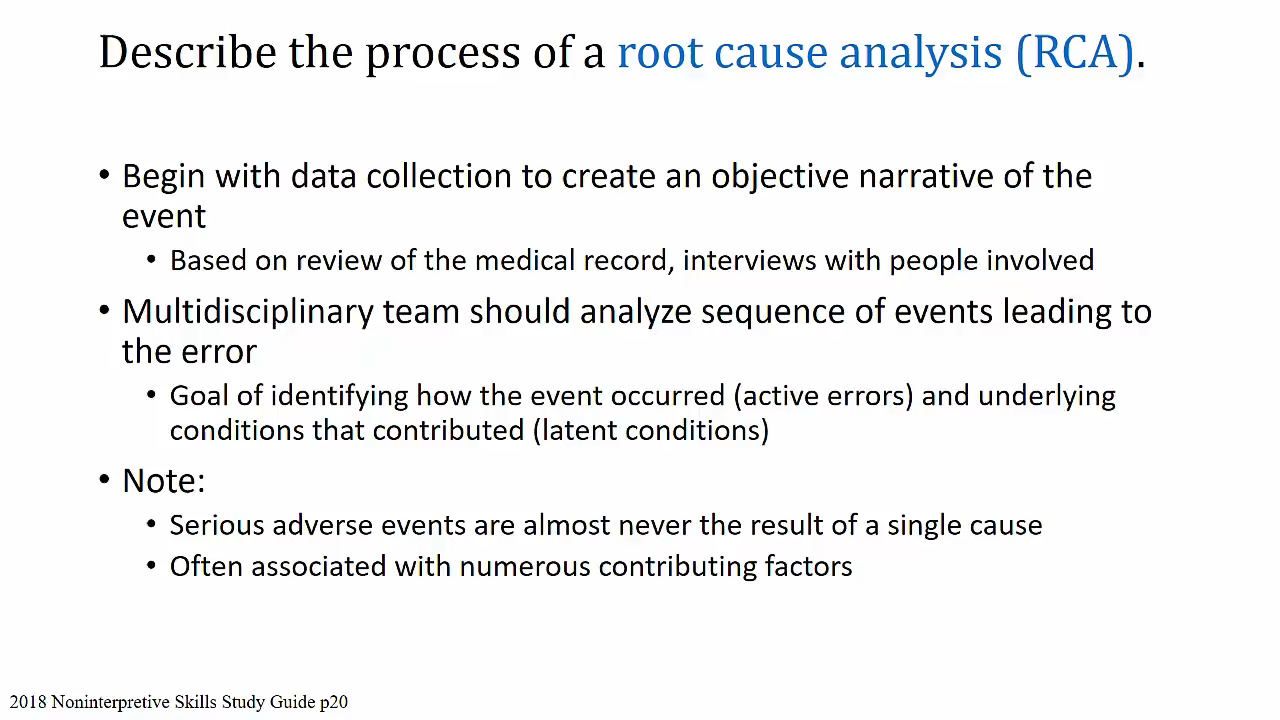 Describe the process of a root cause analysis (RCA).
• Begin with data collection to create an objective narrative of the
event
• Based on review of the medical record, interviews with people involved
• Multidisciplinary team should analyze sequence of events leading to
the error
• Goal of identifying how the event occurred (active errors) and underlying
conditions that contributed (latent conditions)
• Note:
• Serious adverse events are almost never the result of a single cause
• Often associated with numerous contributing factors
2018 Noninterpretive Skills Study Guide p20